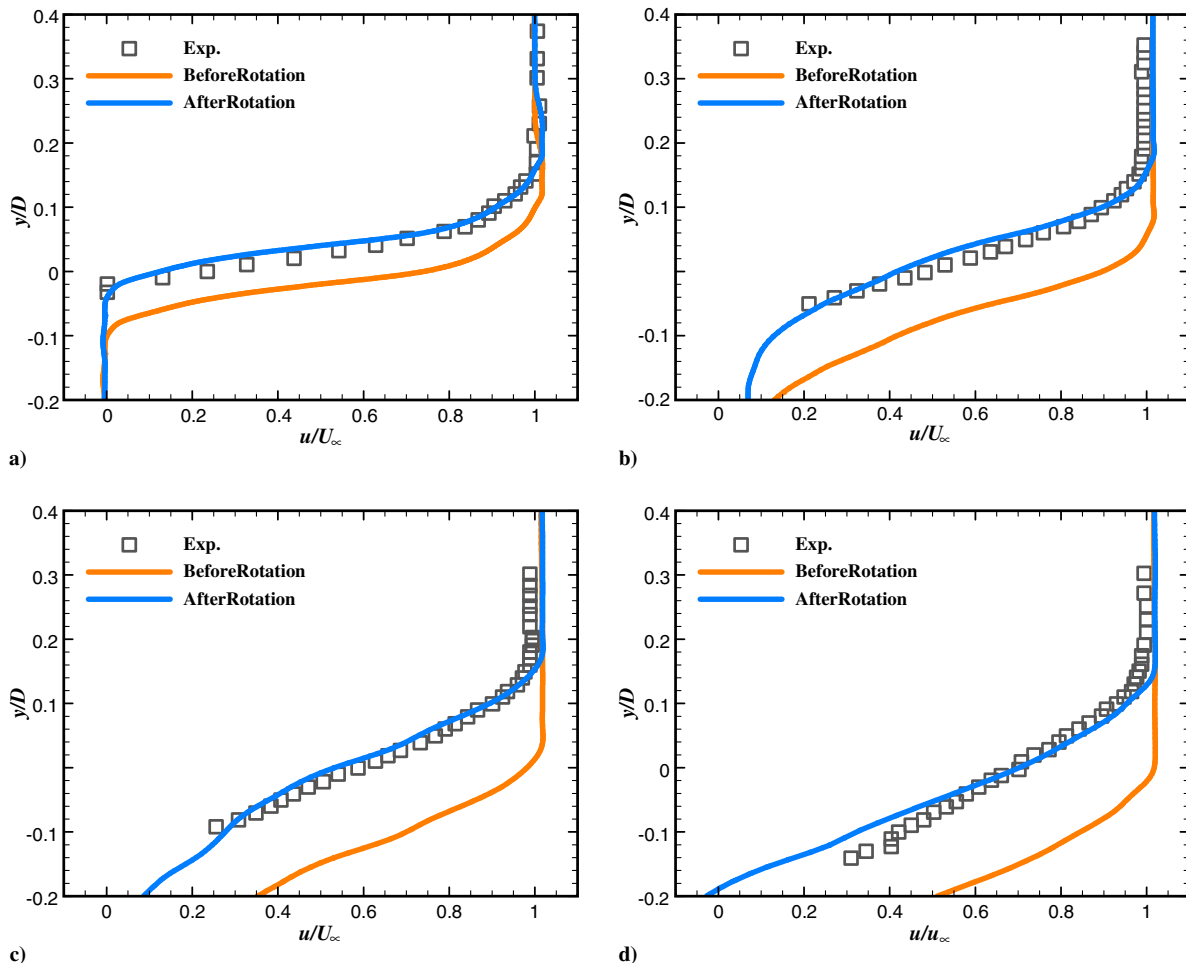 0.4
0.3
0.2
0.1
0
-0.1
-0.2
y/D
Exp.
BeforeRotation
AfterRotation
0 0.2 0.4 0.6 0.8 1
u/U∞
a)
0.4
0.3
0.2
0.1
0
-0.1
-0.2
y/D
Exp.
BeforeRotation
AfterRotation
0 0.2 0.4 0.6 0.8 1
u/U∞
b)
0.4
0.3
0.2
0.1
0
-0.1
-0.2
y/D
Exp.
BeforeRotation
AfterRotation
0 0.2 0.4 0.6 0.8 1
u/U∞
c)
0.4
0.3
0.2
0.1
0
-0.1
-0.2
y/D
Exp.
BeforeRotation
AfterRotation
0 0.2 0.4 0.6 0.8 1
u/u∞
d)